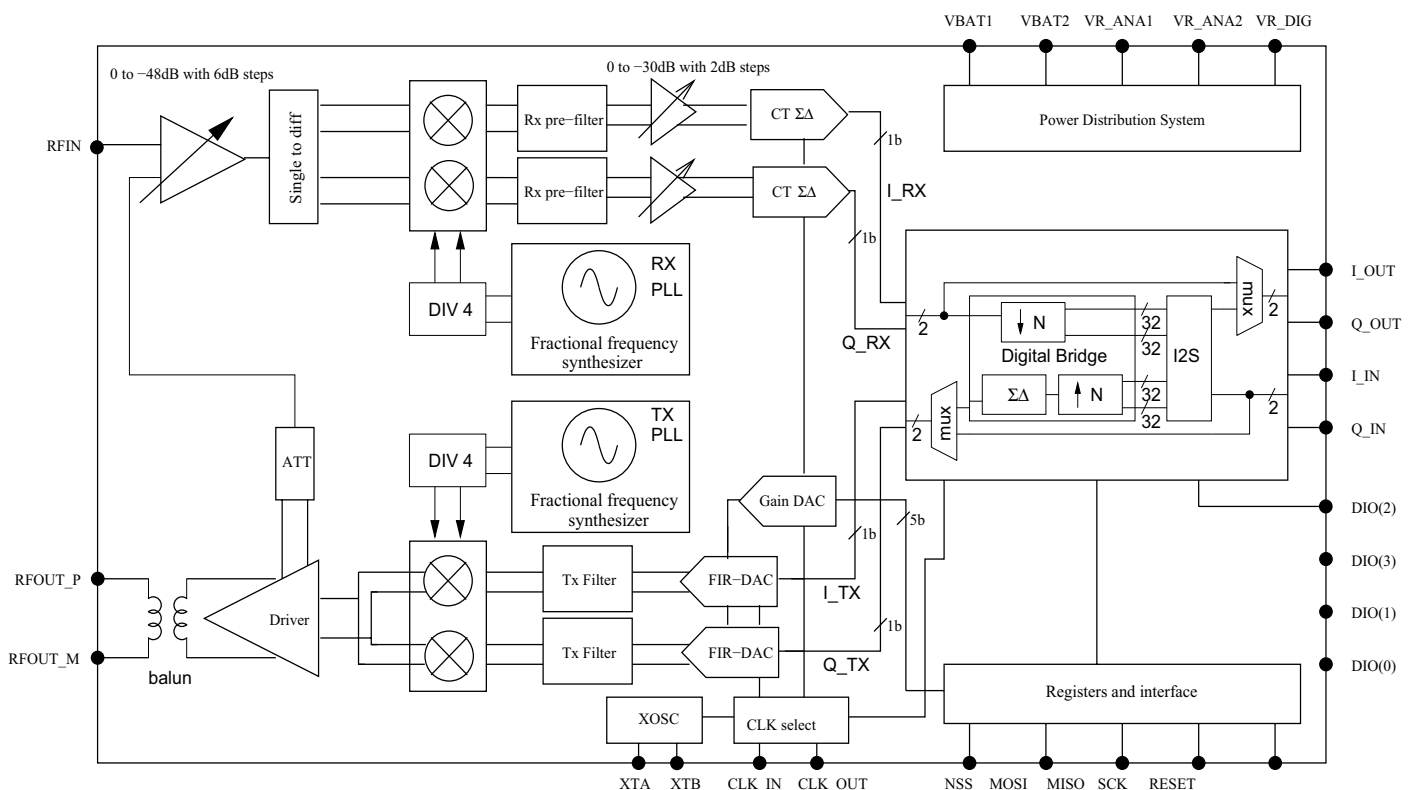 VBAT1 VBAT2 VR_ANA1 VR_ANA2 VR_DIG
0 to −48dB with 6dB steps
0 to −30dB with 2dB steps
RFIN
Single to diff
Rx pre−filter
CT ΣΔ
1b
Power Distribution System
Rx pre−filter
CT ΣΔ
1b
I_RX
RX
PLL
DIV 4
Fractional frequency
synthesizer
Q_RX
2
N
32
32
Digital Bridge
I2S
mux
2
I_OUT
Q_OUT
ΣΔ
N
32
32
mux
2
2
I_IN
Q_IN
TX
PLL
DIV 4
Fractional frequency
synthesizer
ATT
Gain DAC
1b
5b
DIO(2)
DIO(3)
DIO(1)
DIO(0)
RFOUT_P
RFOUT_M
balun
Driver
Tx Filter
FIR−DAC
I_TX
1b
Tx Filter
FIR−DAC
Q_TX
Registers and interface
XOSC
CLK select
XTA XTB CLK_IN CLK_OUT NSS MOSI MISO SCK RESET